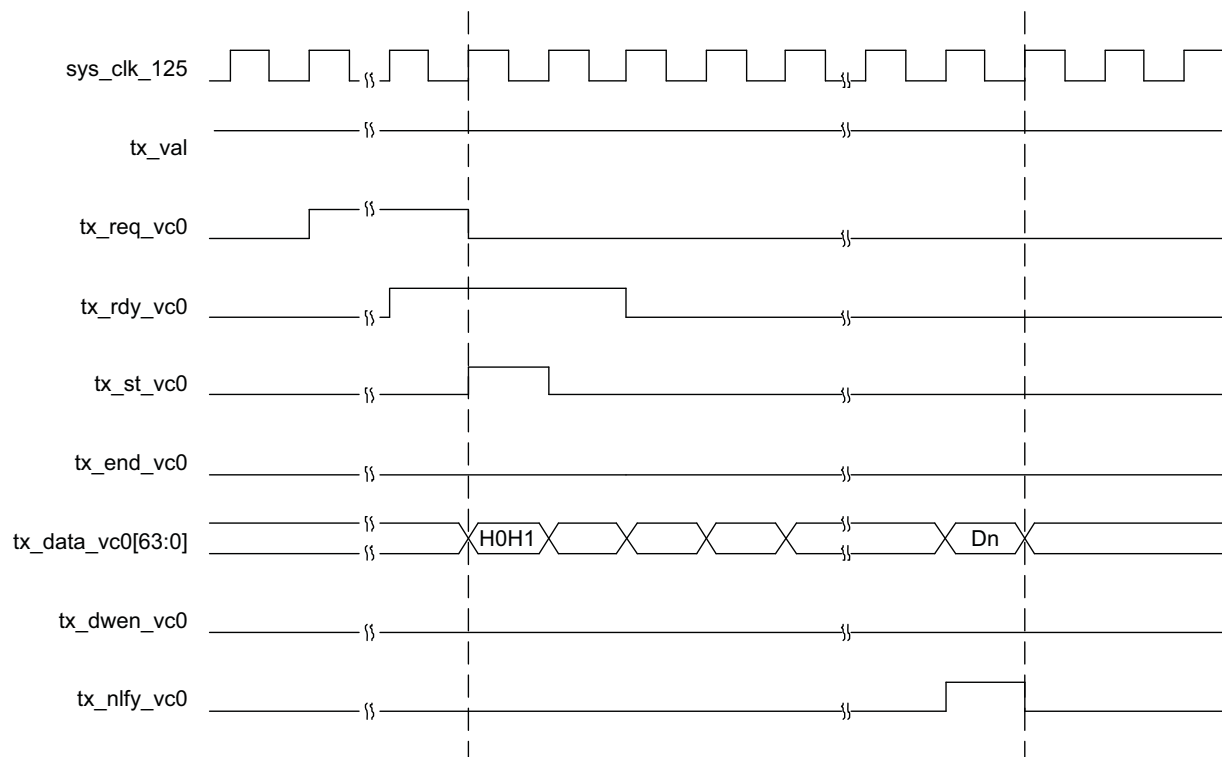 sys_clk_125
tx_val
tx_req_vc0
tx_rdy_vc0
tx_st_vc0
tx_end_vc0
tx_data_vc0[63:0] H0H1 Dn
tx_dwen_vc0
tx_nlfy_vc0